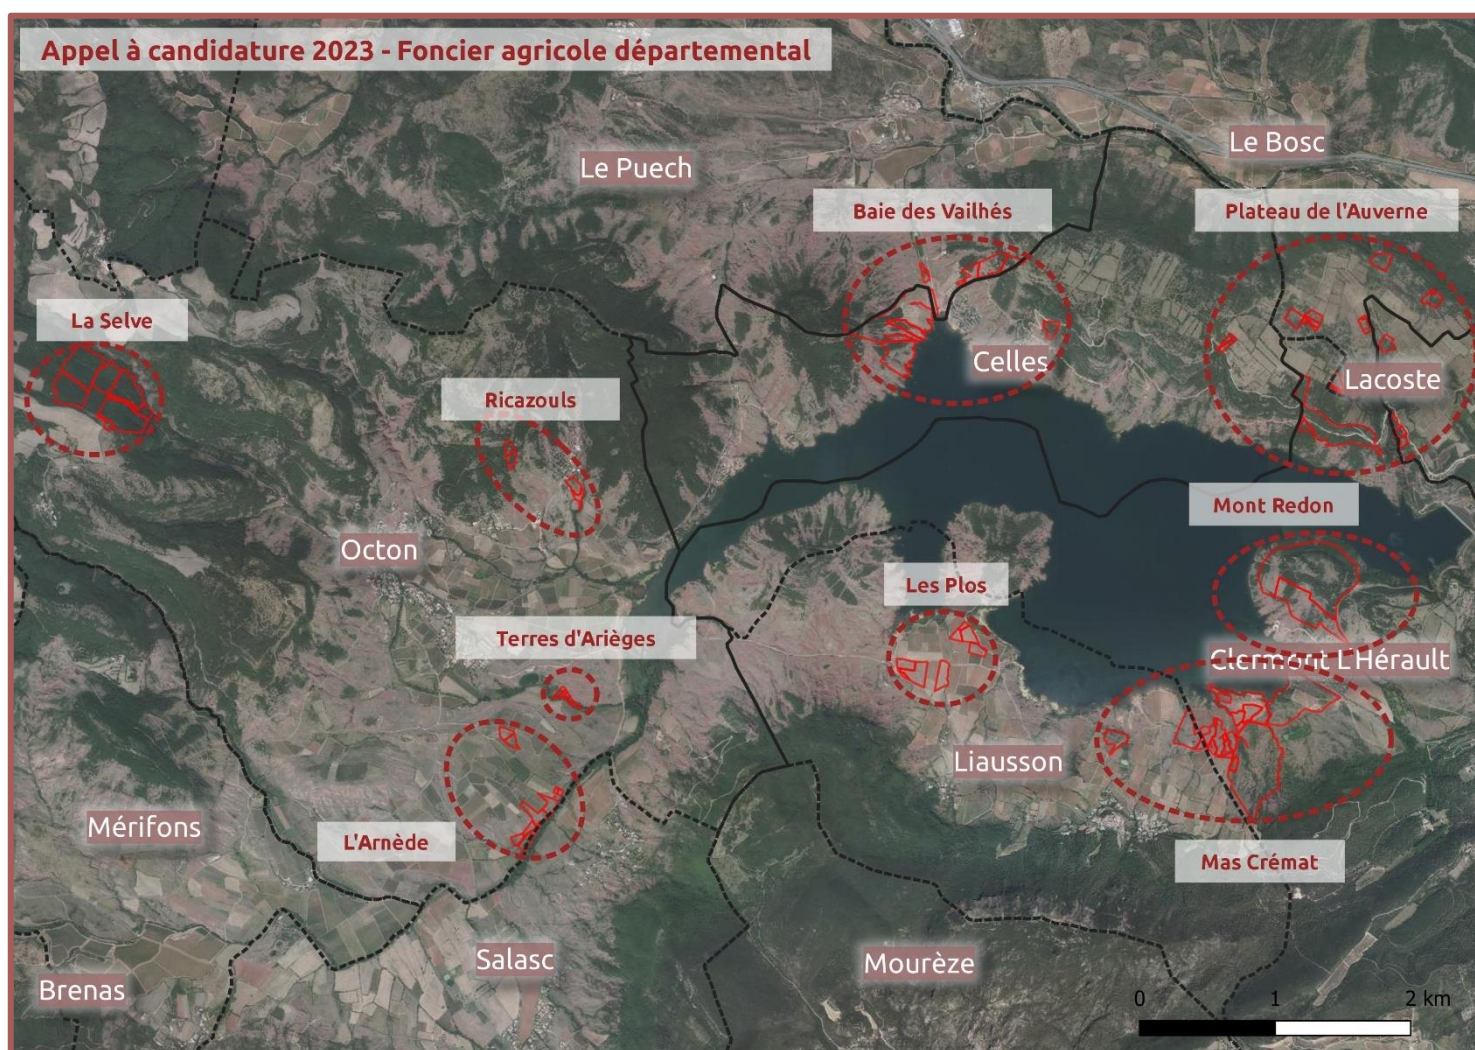 Appel à candidature 2023 - Foncier agricole départemental
Le Bosc
Le Puech
Baie des Vailhés
Plateau de l'Auverne
La Selve
Celles
Lacoste
Ricazouls
Mont Redon
Octon
Les Plos
Terres d'Arièges
Clermont L'Hérault
Liausson
Mérifons
L'Arnède
Mas Crémat
Salasc
Mourèze
Brenas
0 1 2 km